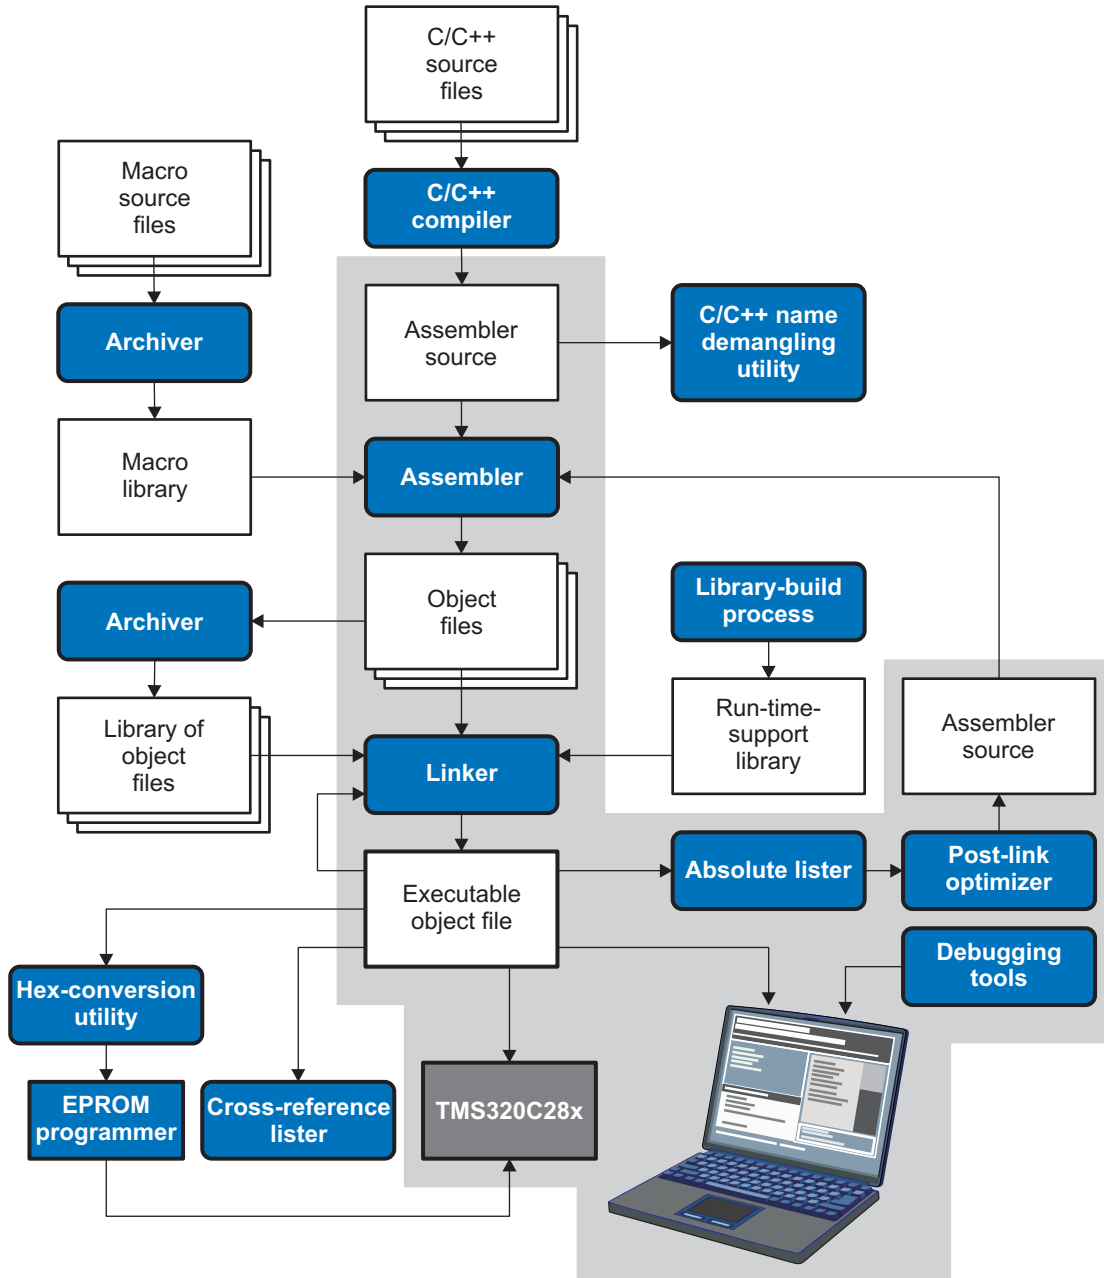 C/C++
source
files
Macro
source
files
C/C++
compiler
Archiver
Assembler
source
C/C++ name
demangling
utility
Macro
library
Assembler
Archiver
Object
files
Library-build
process
Library of
object
files
Linker
Run-time-
support
library
Assembler
source
Executable
object file
Absolute lister
Post-link
optimizer
Debugging
tools
Hex-conversion
utility
EPROM
programmer
Cross-reference
lister
TMS320C28x